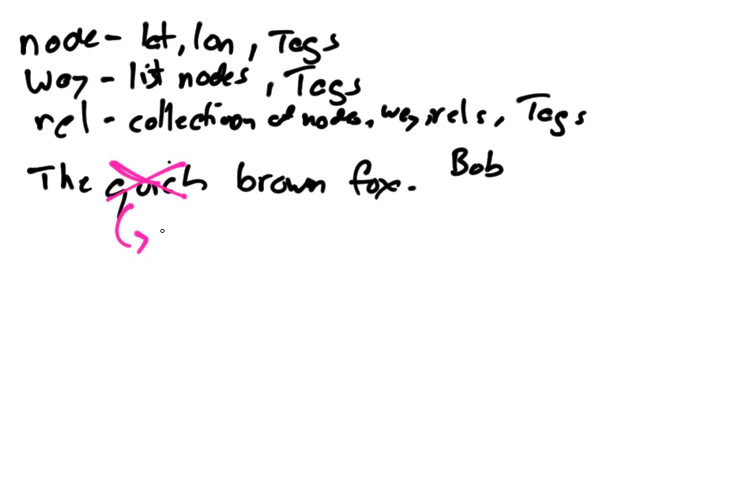 node - lat, lon, Tags
Way - list nodes, Tags
rel - collection of nodes, way, rels, Tags
The quick brown fox. Bob